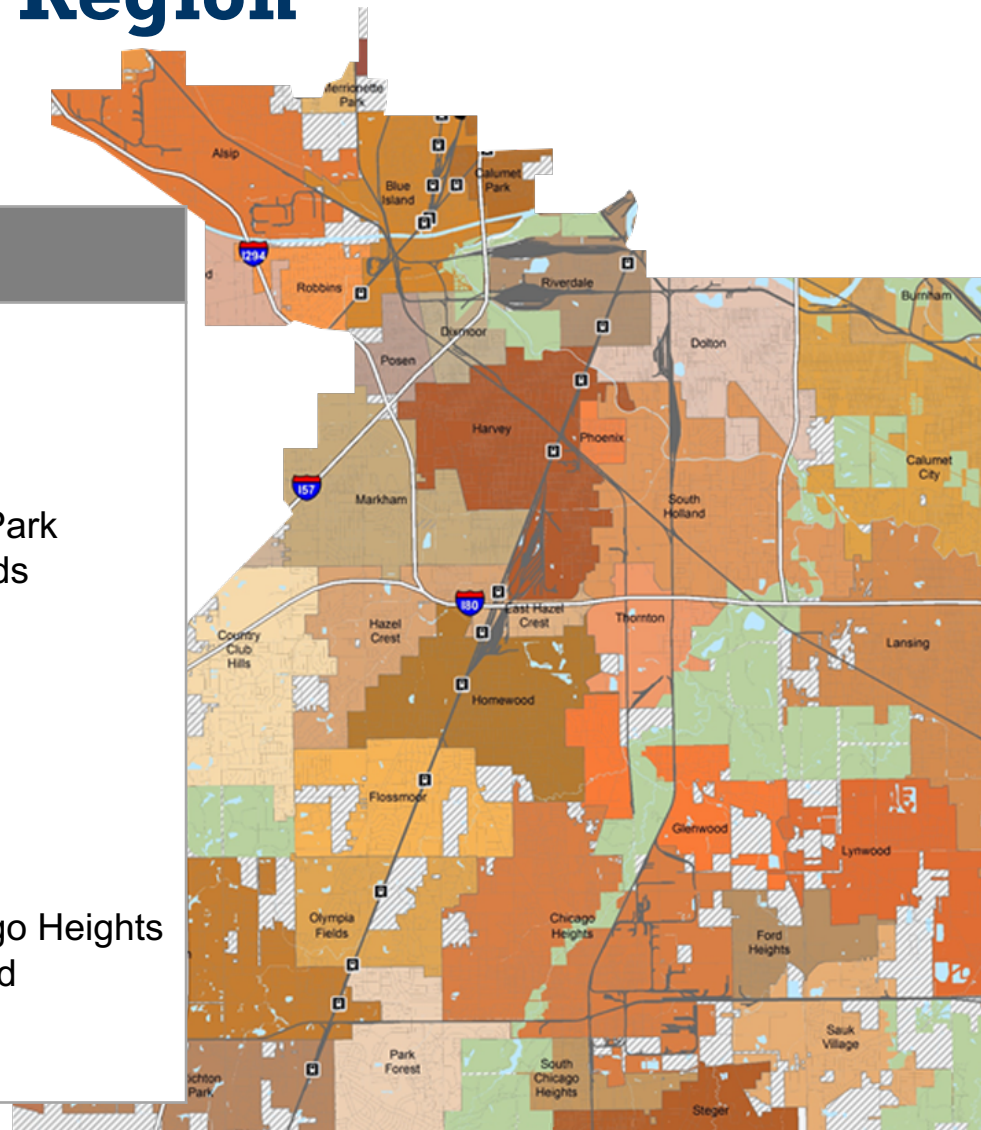 Region
Merrionette
Park
Alsip
Blue
Island
Calumet
Park
I294
Robbins
Riverdale
Burnham
Dixmoor
Dolton
Posen
Harvey
Phoenix
Calumet
City
I57
Markham
South
Holland
Park
ds
I80
East Hazel
Crest
Thornton
Hazel
Crest
Country
Club
Hills
Lansing
Homewood
Flossmoor
Glenwood
Lynwood
go Heights
d
Olympia
Fields
Chicago
Heights
Ford
Heights
Sauk
Village
Park
Forest
South
Chicago
Heights
chton
Park
Steger